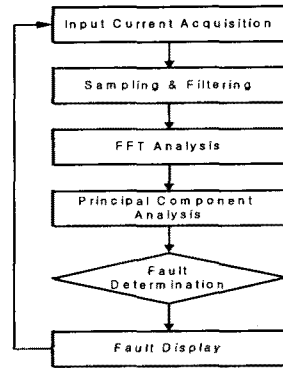 Input Current Acquisition
Sampling & Filtering
FFT Analysis
Principal Component
Analysis
Fault
Determination
Fault Display